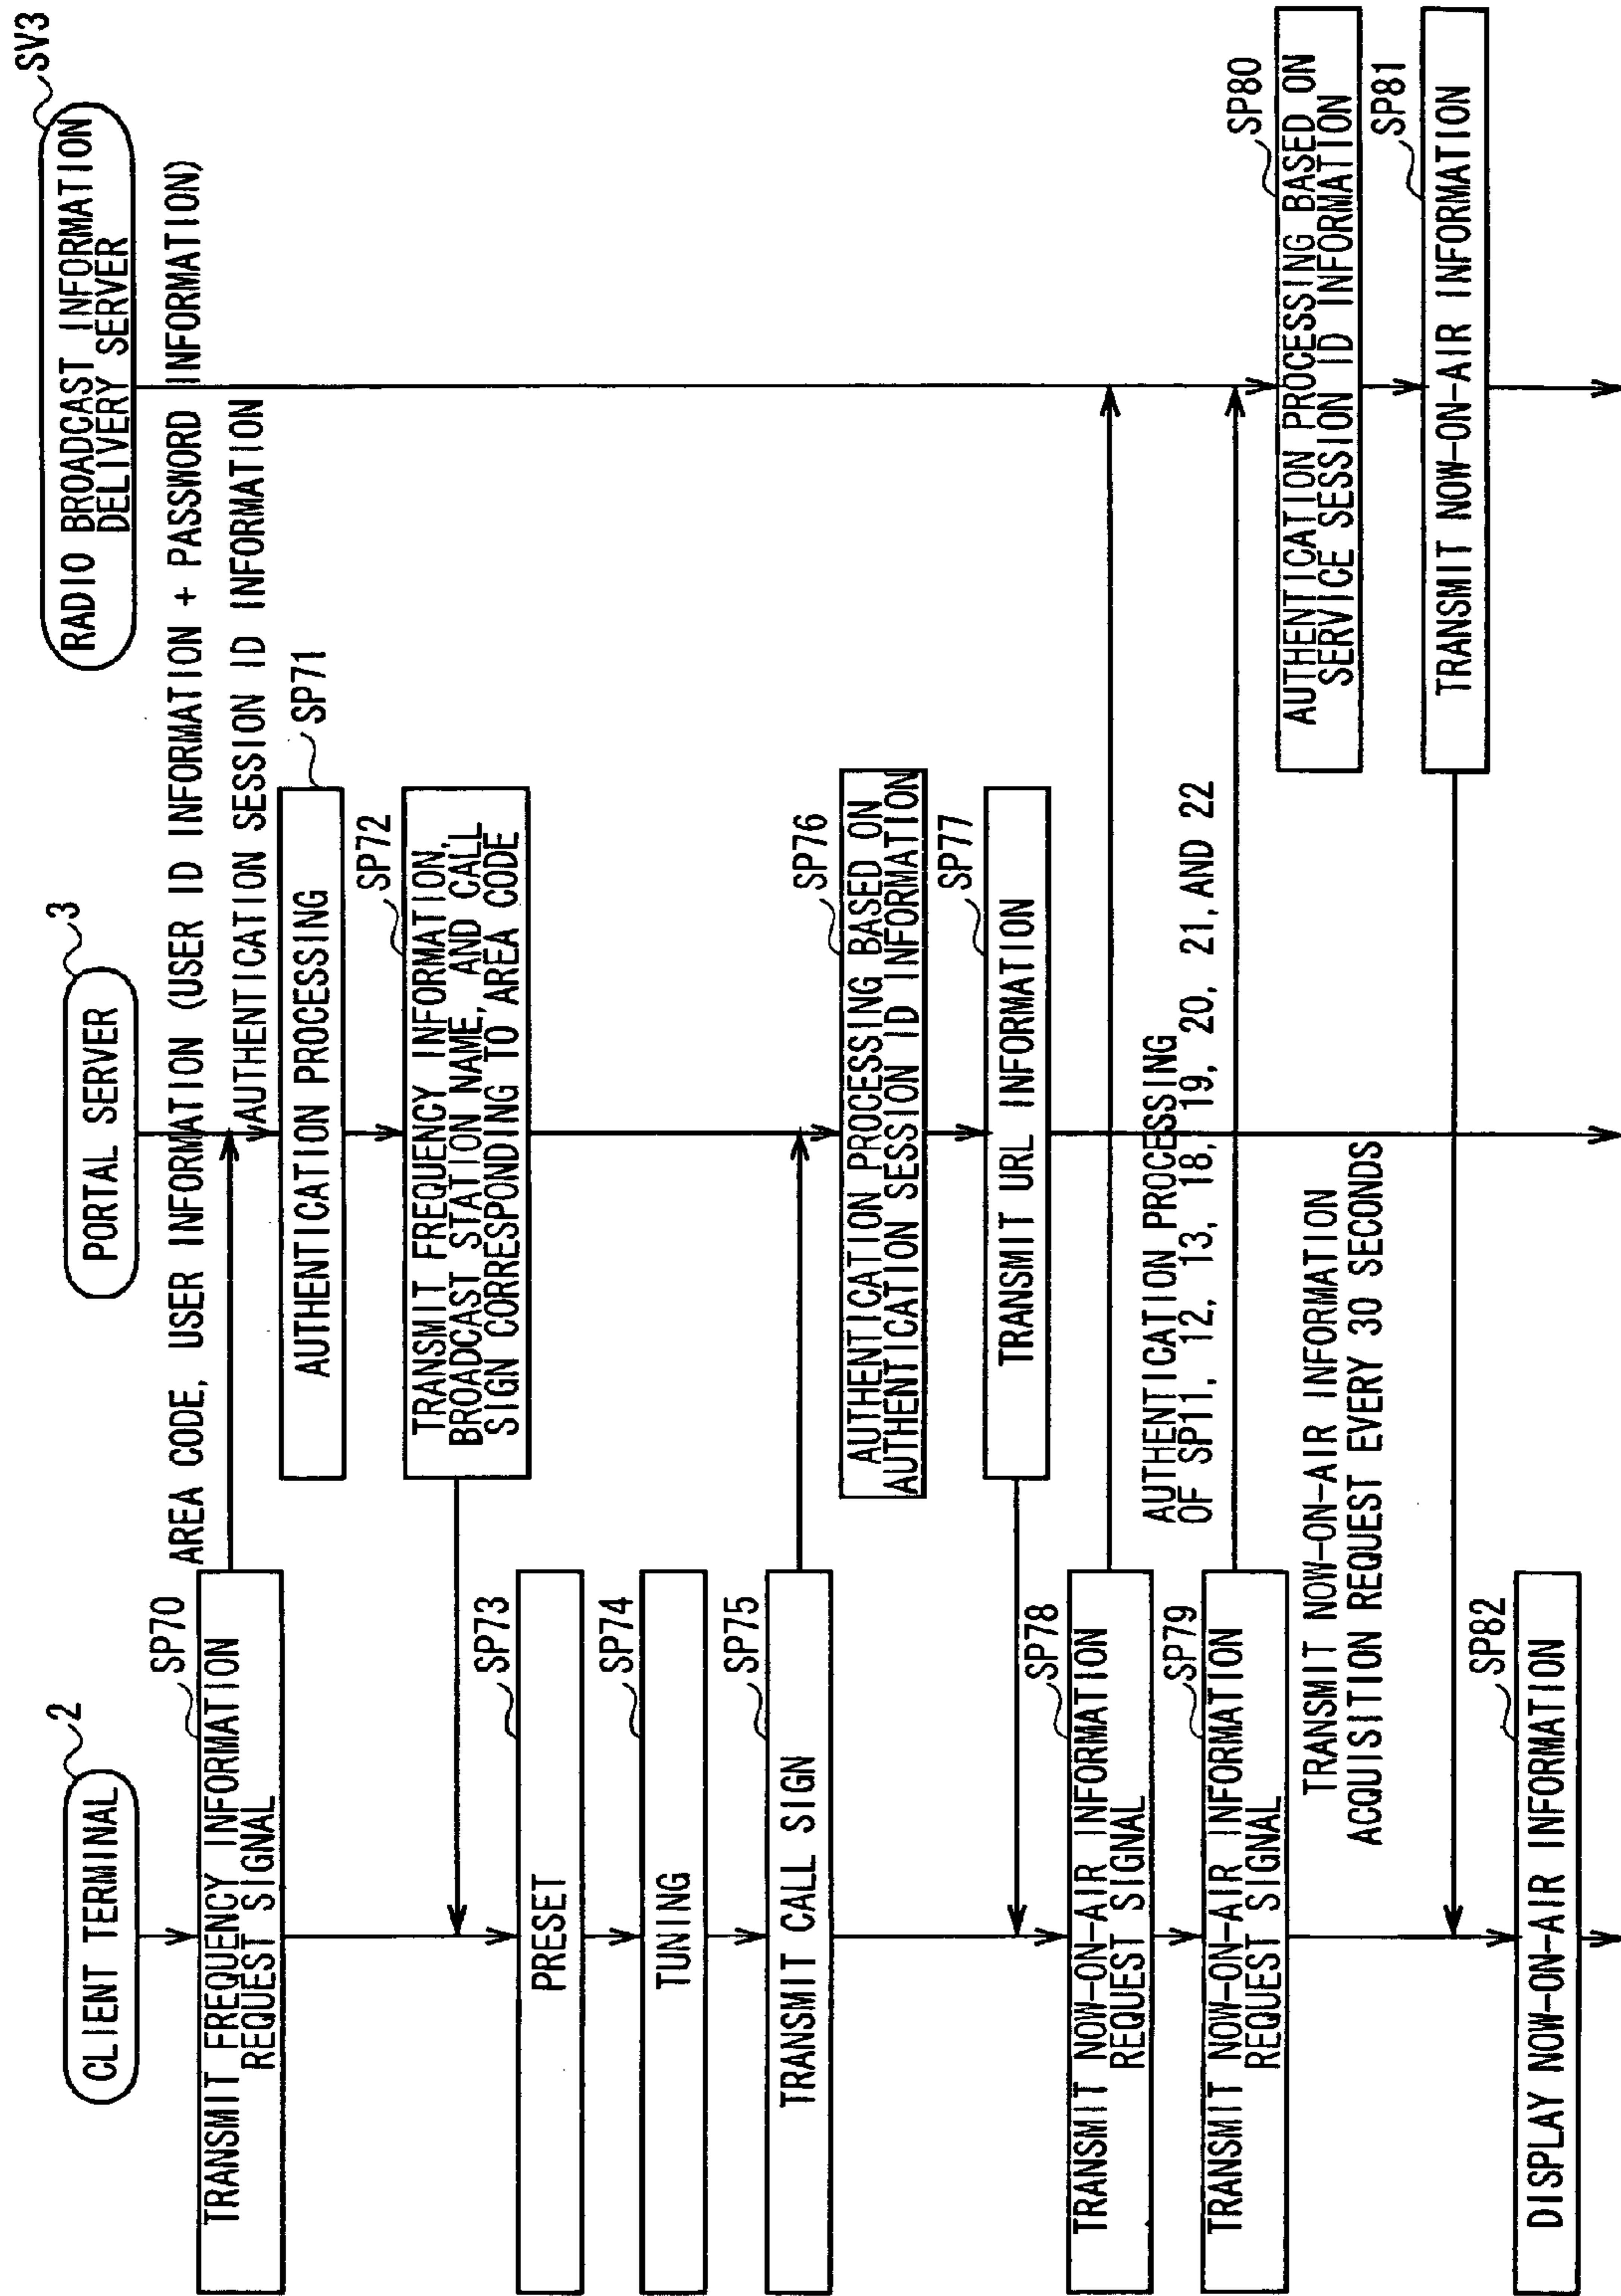 CLIENT TERMINAL
2
PORTAL SERVER
3
RADIO BROADCAST INFORMATION
DELIVERY SERVER
SV3
SP70
TRANSMIT FREQUENCY INFORMATION
REQUEST SIGNAL
AREA CODE, USER INFORMATION (USER ID INFORMATION + PASSWORD INFORMATION)
AUTHENTICATION SESSION ID INFORMATION
SP71
AUTHENTICATION PROCESSING
SP72
TRANSMIT FREQUENCY INFORMATION,
BROADCAST STATION NAME, AND CALL
SIGN CORRESPONDING TO AREA CODE
SP73
PRESET
SP74
TUNING
SP75
TRANSMIT CALL SIGN
SP76
AUTHENTICATION PROCESSING BASED ON
AUTHENTICATION SESSION ID INFORMATION
SP77
TRANSMIT URL INFORMATION
SP78
TRANSMIT NOW-ON-AIR INFORMATION
REQUEST SIGNAL
AUTHENTICATION PROCESSING
OF SP11, 12, 13, 18, 19, 20, 21, AND 22
SP79
TRANSMIT NOW-ON-AIR INFORMATION
REQUEST SIGNAL
SP80
AUTHENTICATION PROCESSING BASED ON
SERVICE SESSION ID INFORMATION
TRANSMIT NOW-ON-AIR INFORMATION
ACQUISITION REQUEST EVERY 30 SECONDS
SP81
TRANSMIT NOW-ON-AIR INFORMATION
SP82
DISPLAY NOW-ON-AIR INFORMATION